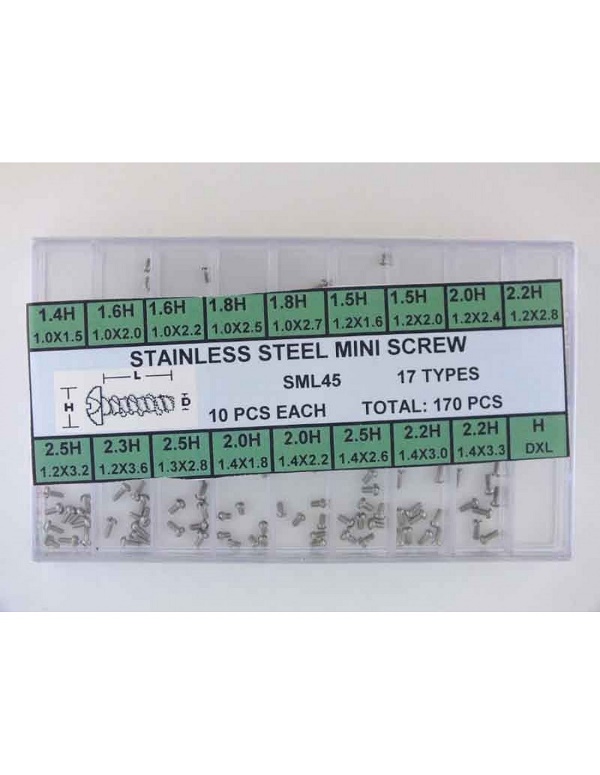 1.4H 1.6H 1.6H 1.8H 1.8H 1.5H 1.5H 2.0H 2.2H
1.0X1.5 1.0X2.0 1.0X2.2 1.0X2.5 1.0X2.7 1.2X1.6 1.2X2.0 1.2X2.4 1.2X2.8
STAINLESS STEEL MINI SCREW
L
H
D
SML45 17 TYPES
10 PCS EACH TOTAL: 170 PCS
2.5H 2.3H 2.5H 2.0H 2.0H 2.5H 2.2H 2.2H H
1.2X3.2 1.2X3.6 1.3X2.8 1.4X1.8 1.4X2.2 1.4X2.6 1.4X3.0 1.4X3.3 DXL